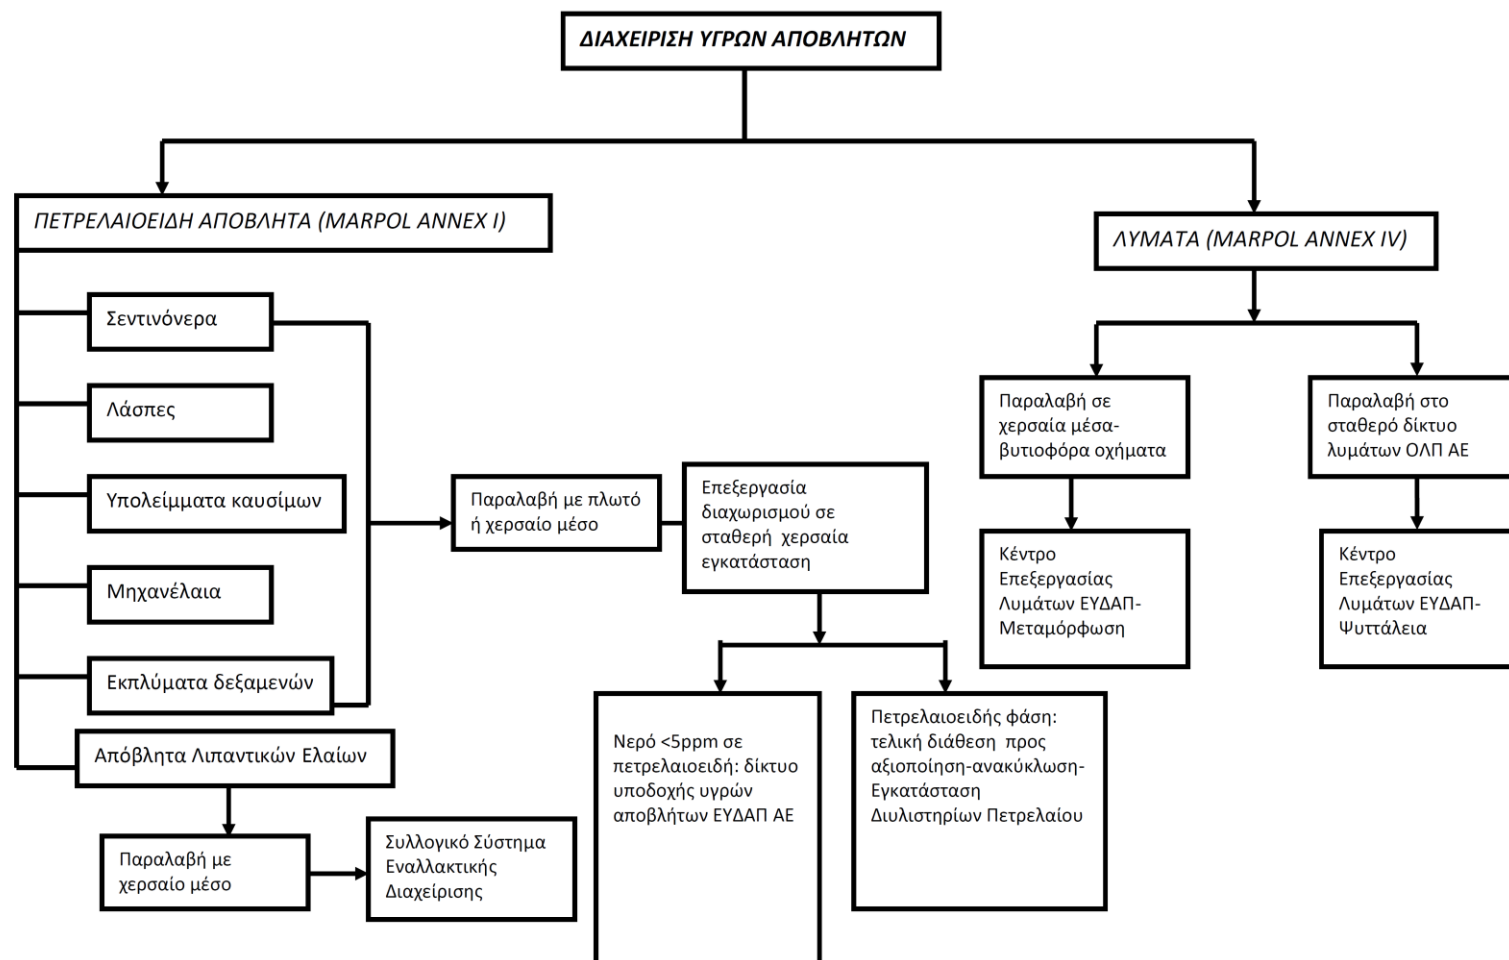 ΔΙΑΧΕΙΡΙΣΗ ΥΓΡΩΝ ΑΠΟΒΛΗΤΩΝ
ΠΕΤΡΕΛΑΙΟΕΙΔΗ ΑΠΟΒΛΗΤΑ (MARPOL ANNEX I)
Σεντινόνερα
Λάσπες
Υπολείμματα καυσίμων
Μηχανέλαια
Εκπλύματα δεξαμενών
Απόβλητα Λιπαντικών Ελαίων
Παραλαβή με
χερσαίο μέσο
Συλλογικό Σύστημα
Εναλλακτικής
Διαχείρισης
Παραλαβή με πλωτό
ή χερσαίο μέσο
Επεξεργασία
διαχωρισμού σε
σταθερή χερσαία
εγκατάσταση
Νερό <5ppm σε
πετρελαιοειδή: δίκτυο
υποδοχής υγρών
αποβλήτων ΕΥΔΑΠ ΑΕ
Πετρελαιοειδής φάση:
τελική διάθεση προς
αξιοποίηση-ανακύκλωση-
Εγκατάσταση
Διυλιστηρίων Πετρελαίου
ΛΥΜΑΤΑ (MARPOL ANNEX IV)
Παραλαβή σε
χερσαία μέσα-
βυτιοφόρα οχήματα
Κέντρο
Επεξεργασίας
Λυμάτων ΕΥΔΑΠ-
Μεταμόρφωση
Παραλαβή στο
σταθερό δίκτυο
λυμάτων ΟΛΠ ΑΕ
Κέντρο
Επεξεργασίας
Λυμάτων ΕΥΔΑΠ-
Ψυττάλεια